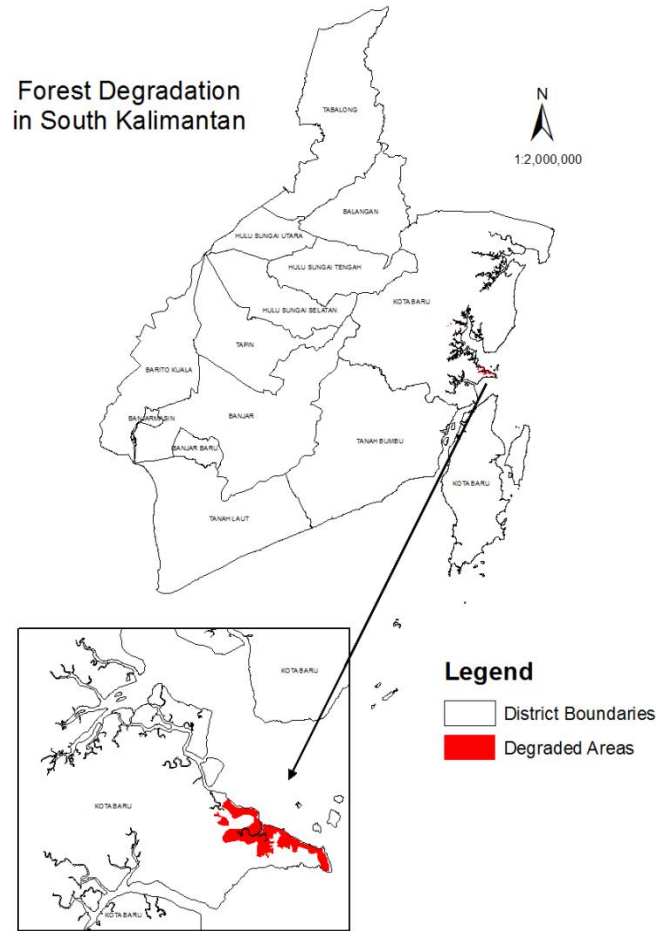 Forest Degradation
in South Kalimantan
N
1:2,000,000
TABALONG
BALANGAN
HULU SUNGAI UTARA
HULU SUNGAI TENGAH
KOTABARU
HULU SUNGAI SELATAN
TAPIN
BARITO KUALA
BANJARMASIN
BANJAR
BANJAR BARU
TANAH BUMBU
KOTABARU
TANAH LAUT
KOTABARU
KOTABARU
KOTABARU
Legend
District Boundaries
Degraded Areas